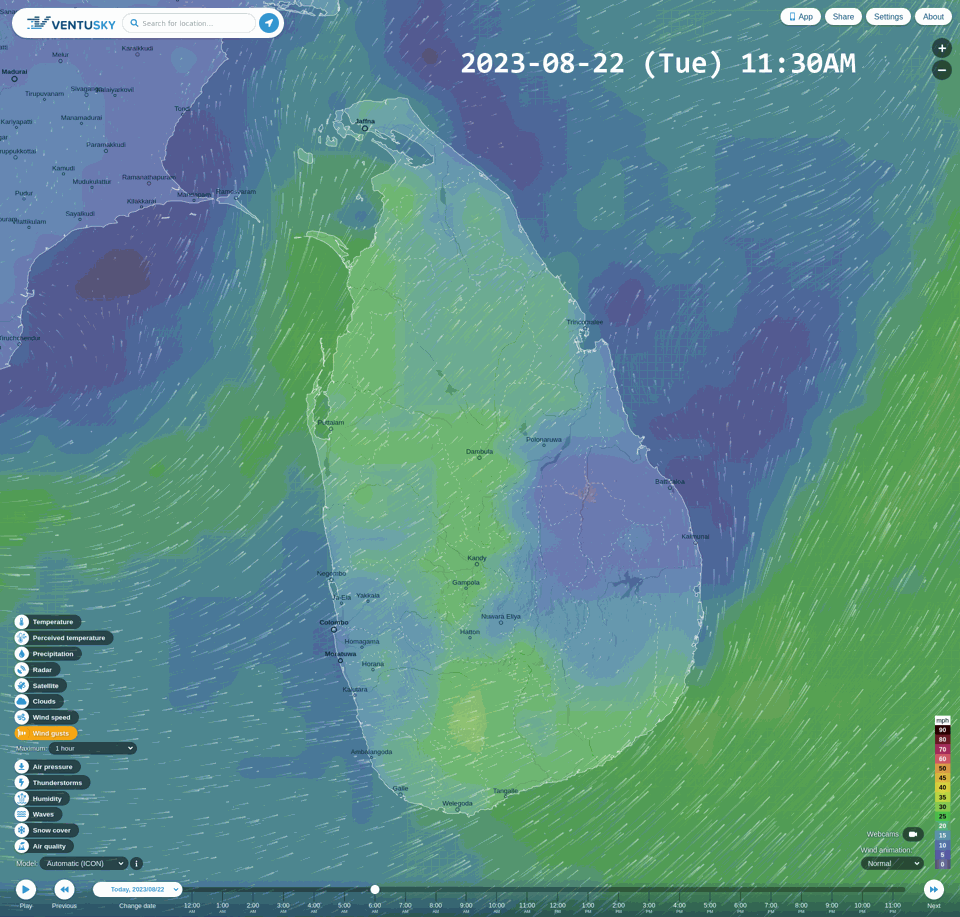 VENTUSKY
Search for location...
App
Share
Settings
About
2023-08-22 (Tue) 11:30AM
Karaikkudi
Melur
Madurai
Tirupuvanam
Tondi
Kariyapatti
Manamadurai
Paramakkudi
Kamudi
Mudukulattur
Ramanathapuram
Rameswaram
Pudur
Kilakkarai
Sayalkudi
Jaffna
Trincomalee
Puttalam
Polonnaruwa
Dambulla
Batticaloa
Kalmunai
Kandy
Negombo
Gampola
Ja-Ela
Yakkala
Nuwara Eliya
Colombo
Hatton
Homagama
Moratuwa
Horana
Kalutara
Ambalangoda
Galle
Tangalle
Weligoda
Temperature
Perceived temperature
Precipitation
Radar
Satellite
Clouds
Wind speed
Wind gusts
Maximum: 1 hour
Air pressure
Thunderstorms
Humidity
Waves
Snow cover
Air quality
Model: Automatic (ICON)
mph
90
80
70
60
50
45
40
35
30
25
20
15
10
5
0
Webcams
Wind animation:
Normal
Play
Previous
Today, 2023/08/22
Change date
12:00 AM
1:00 AM
2:00 AM
3:00 AM
4:00 AM
5:00 AM
6:00 AM
7:00 AM
8:00 AM
9:00 AM
10:00 AM
11:00 AM
12:00 PM
1:00 PM
2:00 PM
3:00 PM
4:00 PM
5:00 PM
6:00 PM
7:00 PM
8:00 PM
9:00 PM
10:00 PM
11:00 PM
Next